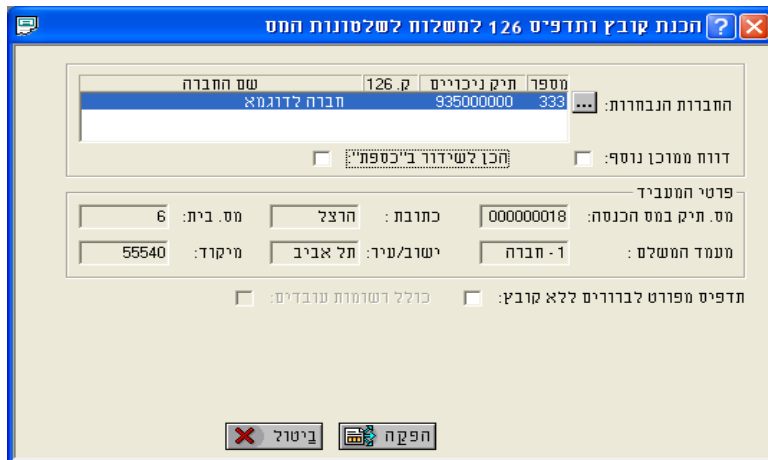 הכנת קובץ ותדפיס 126 למשלוח לשלטונות המס
מספר תיק ניכויים ק. 126 שם החברה
החברות הנבחרות: ... 333 935000000 חברה לדוגמא
דווח ממוכן נוסף: הכן לשידור ב"כספת":
פרטי המעביד
מס. תיק במס הכנסה: 000000018 כתובת : הרצל מס. בית: 6
מעמד המשלם : 1 - חברה ישוב/עיר: תל אביב מיקוד: 55540
תדפיס מפורט לברורים ללא קובץ: כולל רשומות עובדים:
הפקה ביטול